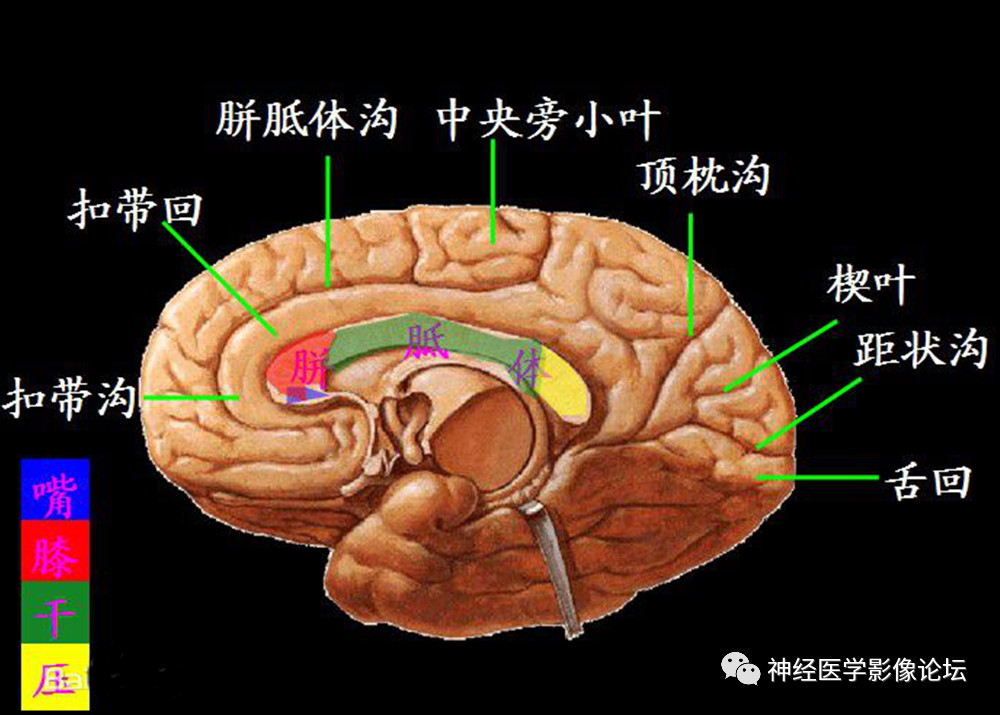 胼胝体沟
中央旁小叶
顶枕沟
扣带回
楔叶
距状沟
扣带沟
舌回
胼 胝 体
嘴
膝
干
压
神经医学影像论坛